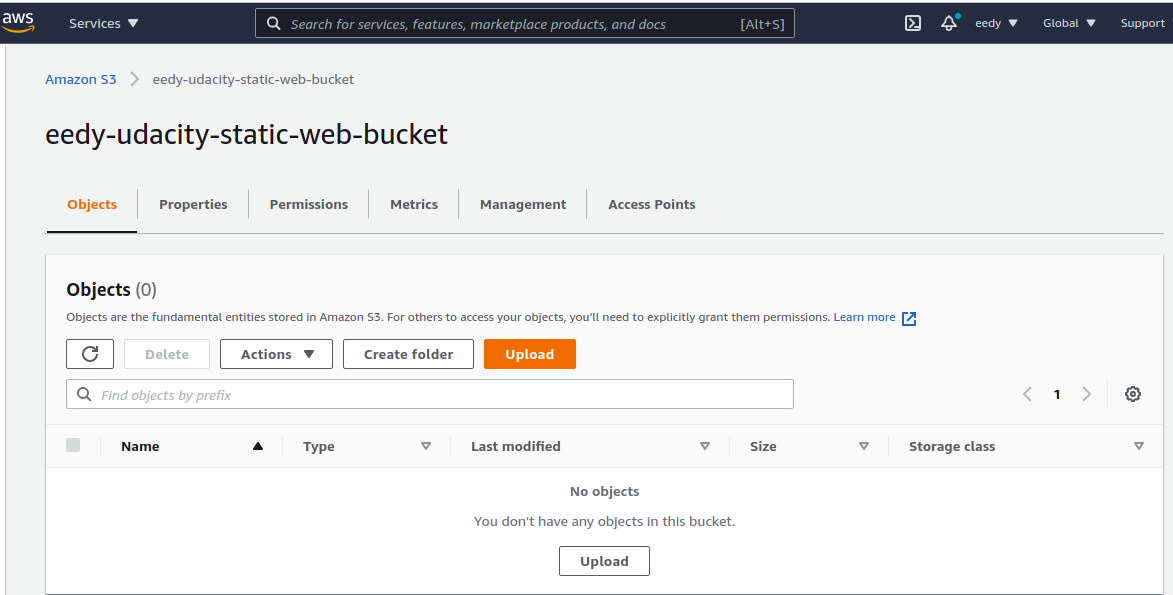 aws Services Search for services, features, marketplace products, and docs [Alt+S] eedy Global Support
Amazon S3 eedy-udacity-static-web-bucket
eedy-udacity-static-web-bucket
Objects Properties Permissions Metrics Management Access Points
Objects (0)
Objects are the fundamental entities stored in Amazon S3. For others to access your objects, you'll need to explicitly grant them permissions. Learn more
Delete Actions Create folder Upload
Find objects by prefix 1
Name Type Last modified Size Storage class
No objects
You don't have any objects in this bucket.
Upload